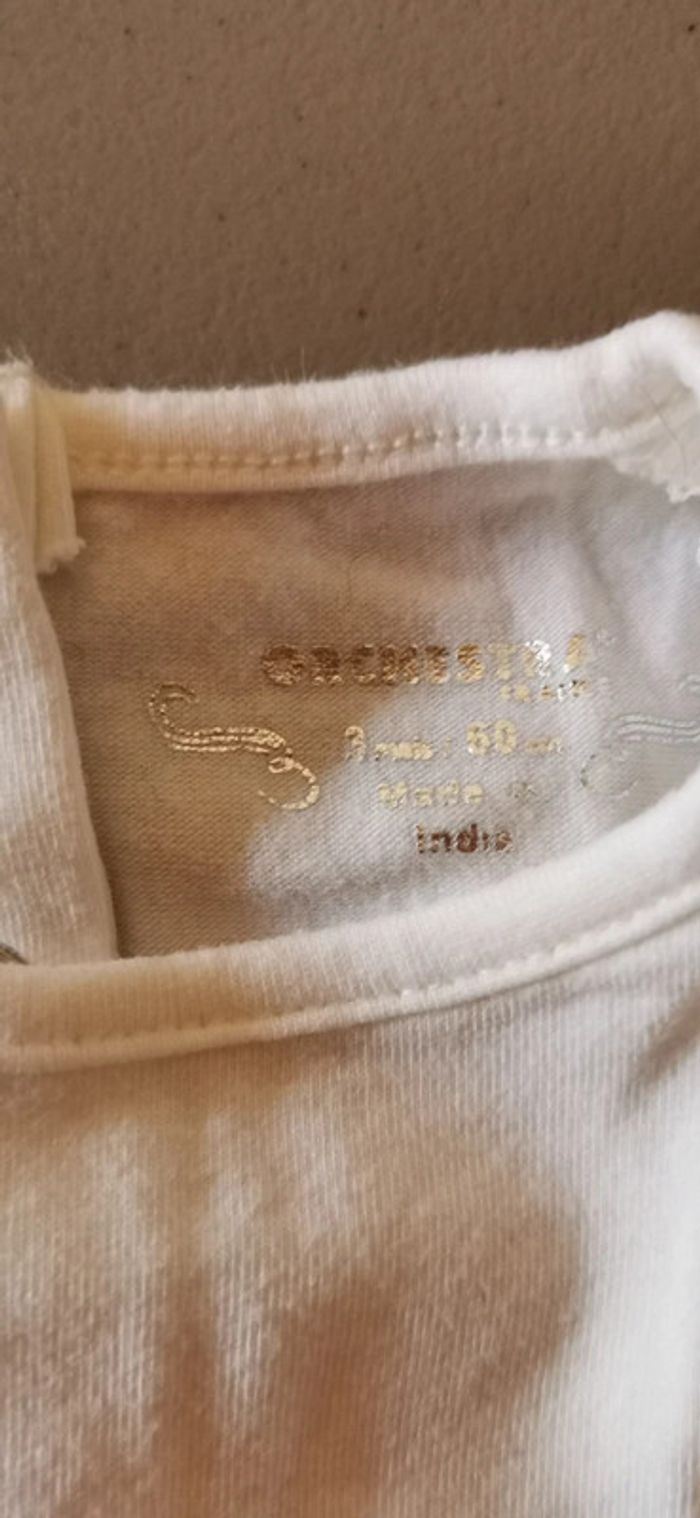 ORCHESTRA
3 mois / 60 cm
Made in
India